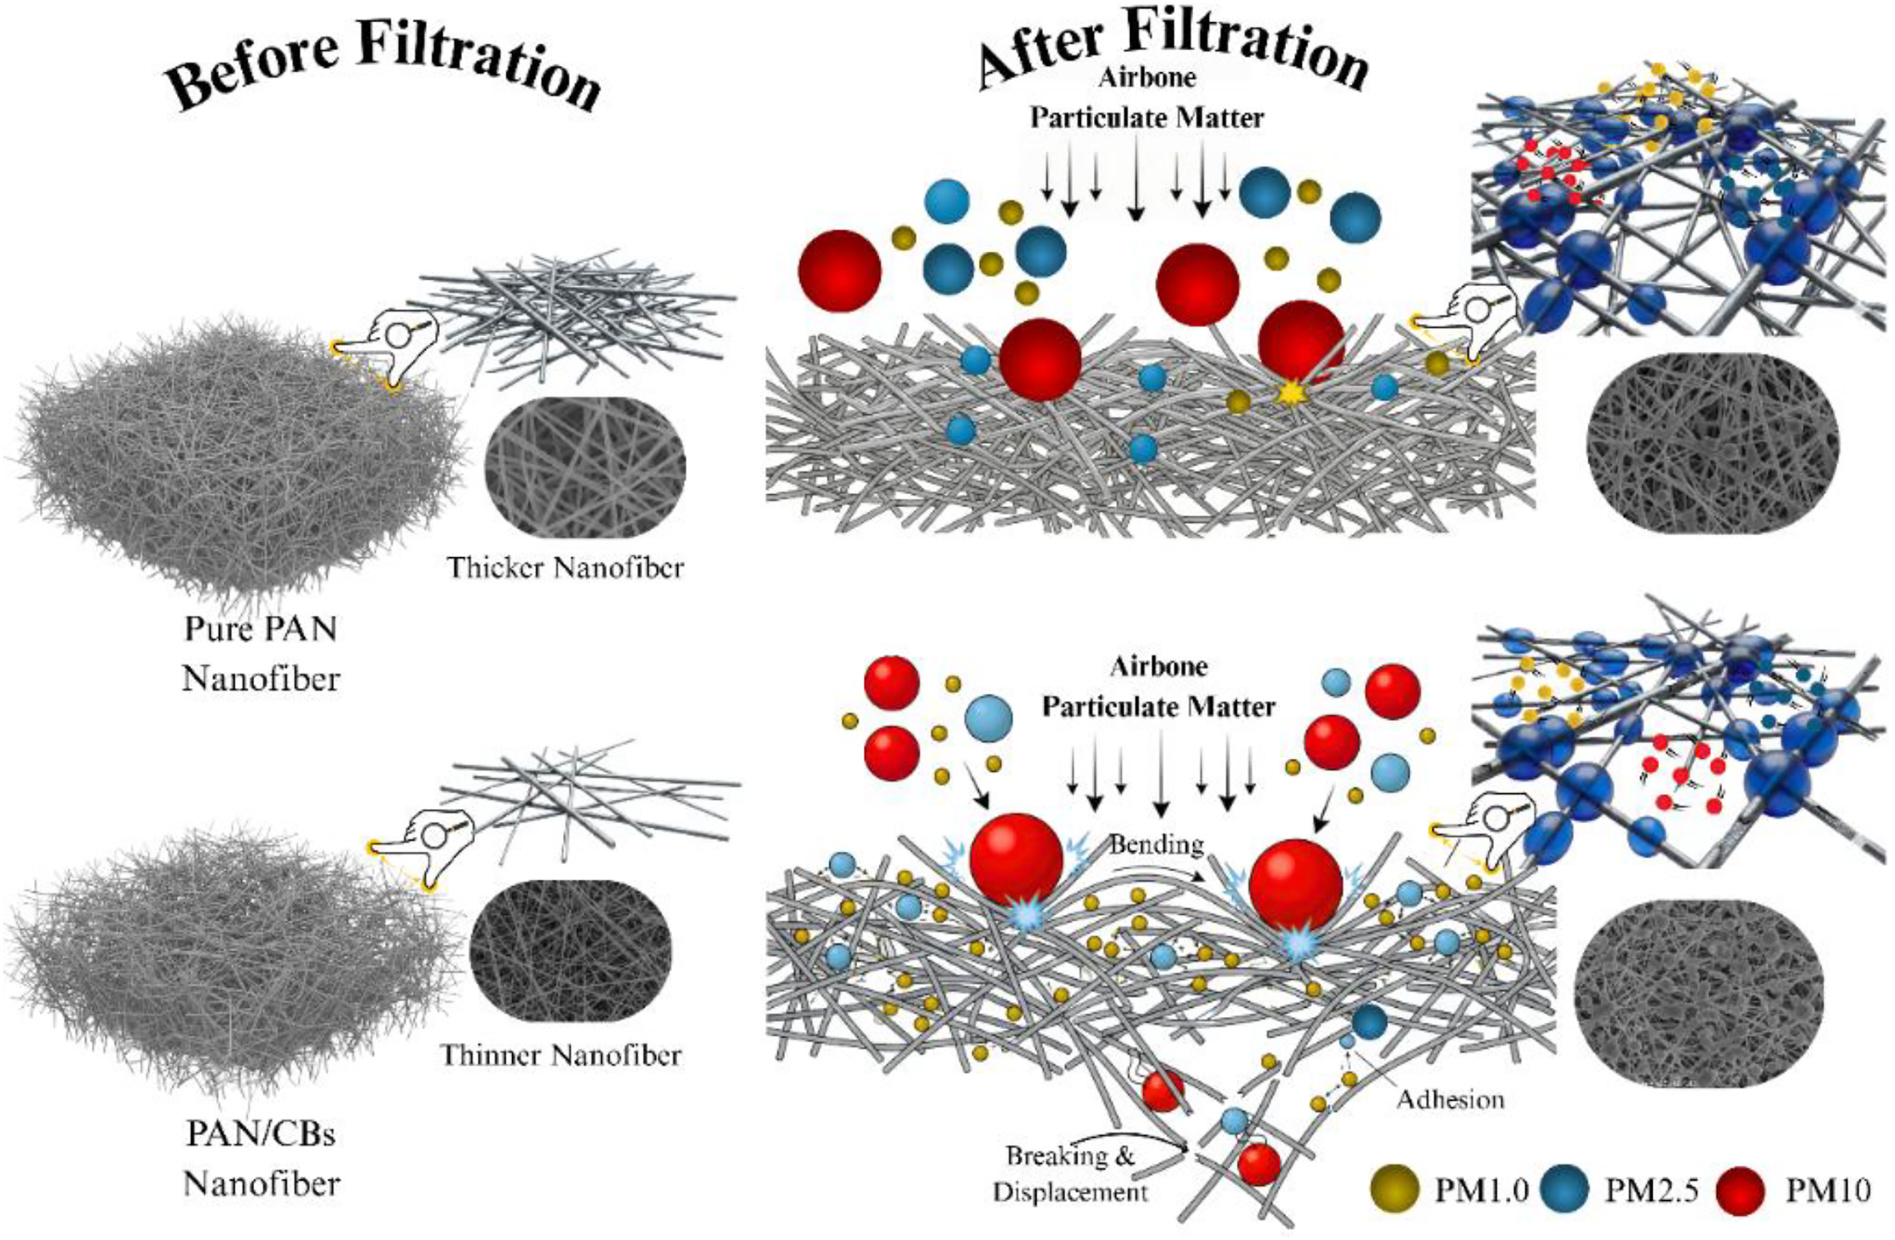 Before Filtration
After Filtration
Airbone
Particulate Matter
Thicker Nanofiber
Pure PAN
Nanofiber
Airbone
Particulate Matter
Bending
Thinner Nanofiber
Adhesion
PAN/CBs
Nanofiber
Breaking &
Displacement
PM1.0
PM2.5
PM10